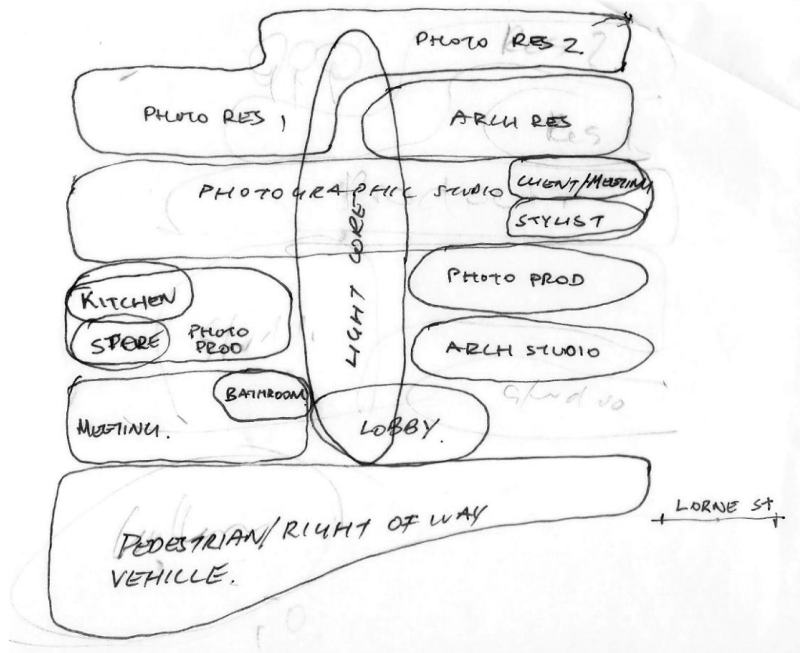 PHOTO RES 2.
PHOTO RES 1
ARCH RES
PHOTOGRAPHIC STUDIO
CLIENT/MEETING
STYLIST
LIGHT CORE
KITCHEN
STORE
PHOTO
PROD
PHOTO PROD
ARCH STUDIO
BATHROOM
MEETING.
LOBBY.
LORNE ST
PEDESTRIAN/RIGHT OF WAY
VEHICLE.